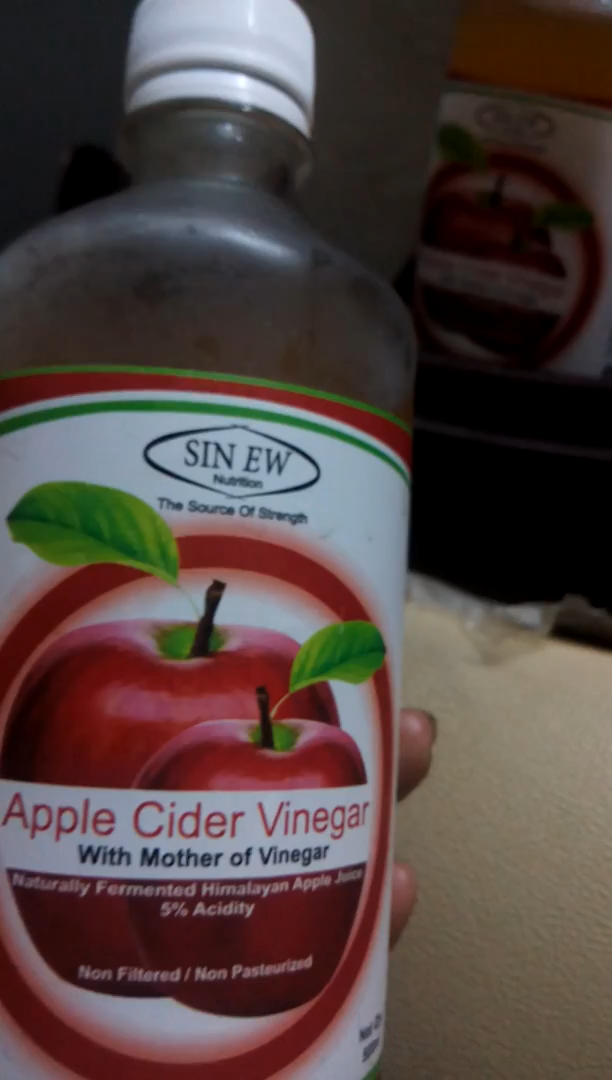 SIN EW
Nutrition
The Source Of Strength
Apple Cider Vinegar
With Mother of Vinegar
Naturally Fermented Himalayan Apple Juice
5% Acidity
Non Filtered / Non Pasteurized